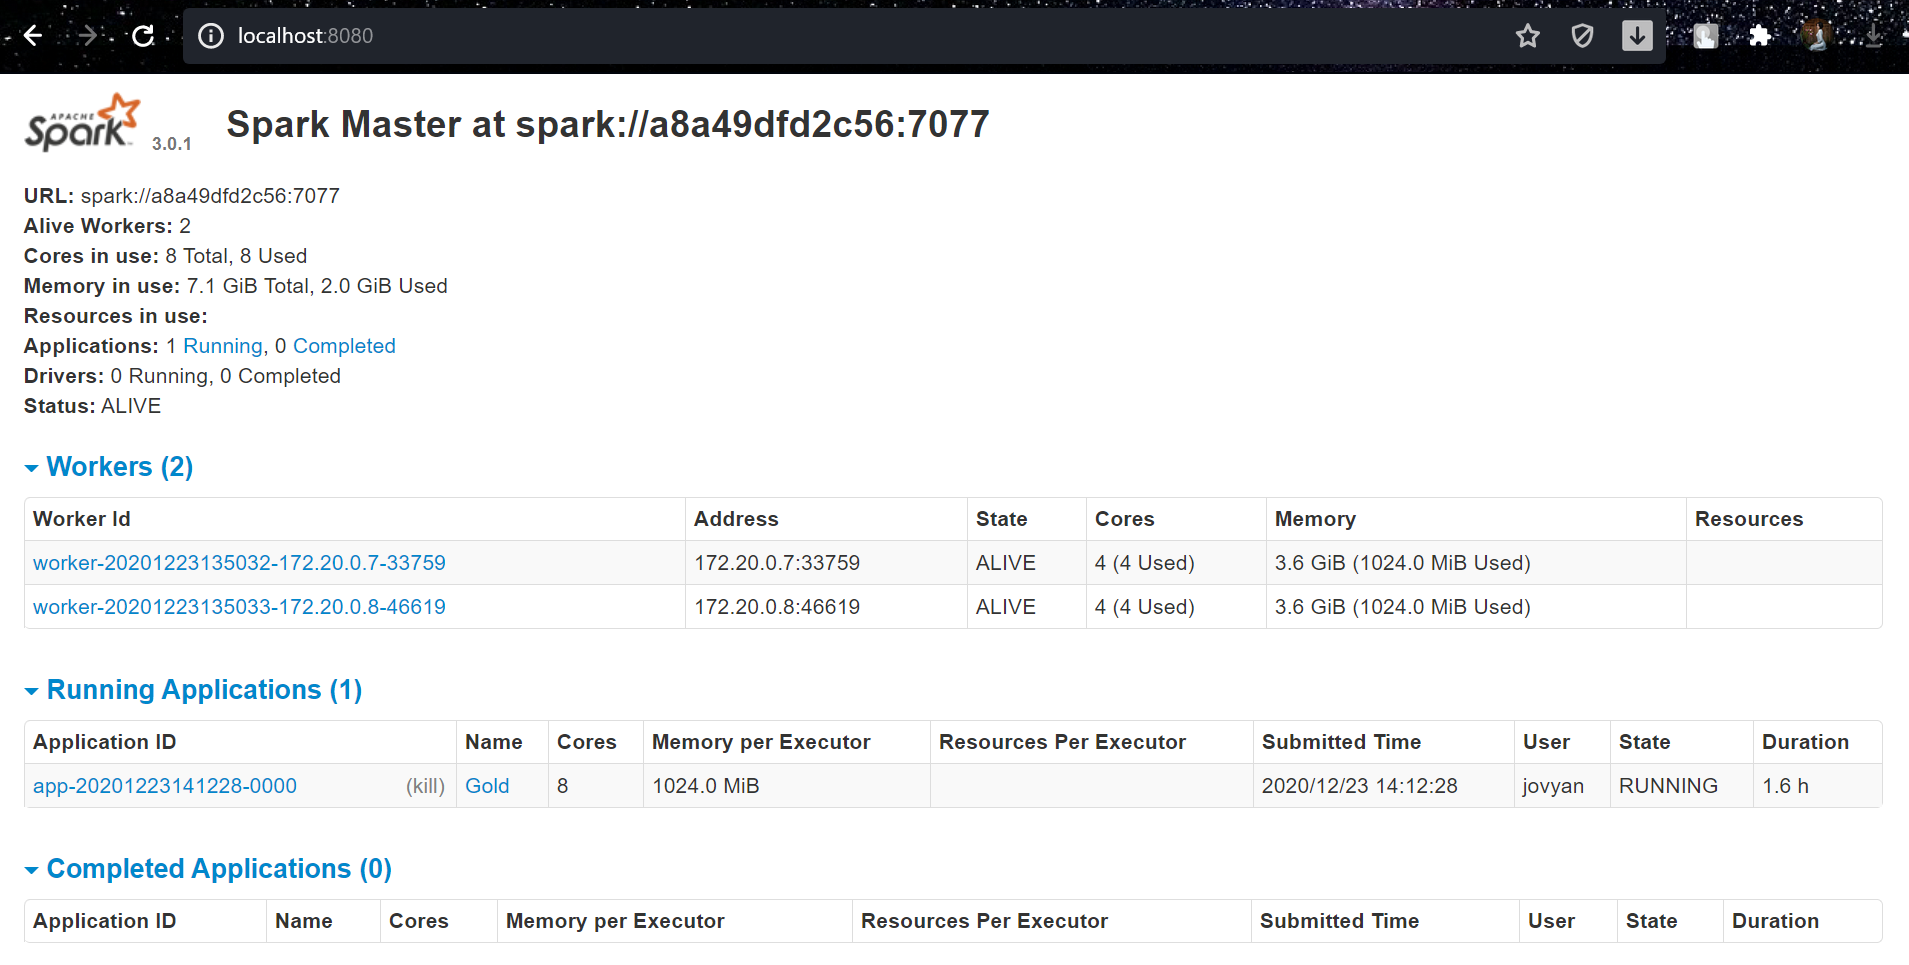 localhost:8080
APACHE
Spark 3.0.1 Spark Master at spark://a8a49dfd2c56:7077
URL: spark://a8a49dfd2c56:7077
Alive Workers: 2
Cores in use: 8 Total, 8 Used
Memory in use: 7.1 GiB Total, 2.0 GiB Used
Resources in use:
Applications: 1 Running, 0 Completed
Drivers: 0 Running, 0 Completed
Status: ALIVE
Workers (2)
Worker Id Address State Cores Memory Resources
worker-20201223135032-172.20.0.7-33759 172.20.0.7:33759 ALIVE 4 (4 Used) 3.6 GiB (1024.0 MiB Used)
worker-20201223135033-172.20.0.8-46619 172.20.0.8:46619 ALIVE 4 (4 Used) 3.6 GiB (1024.0 MiB Used)
Running Applications (1)
Application ID Name Cores Memory per Executor Resources Per Executor Submitted Time User State Duration
app-20201223141228-0000 (kill) Gold 8 1024.0 MiB 2020/12/23 14:12:28 jovyan RUNNING 1.6 h
Completed Applications (0)
Application ID Name Cores Memory per Executor Resources Per Executor Submitted Time User State Duration